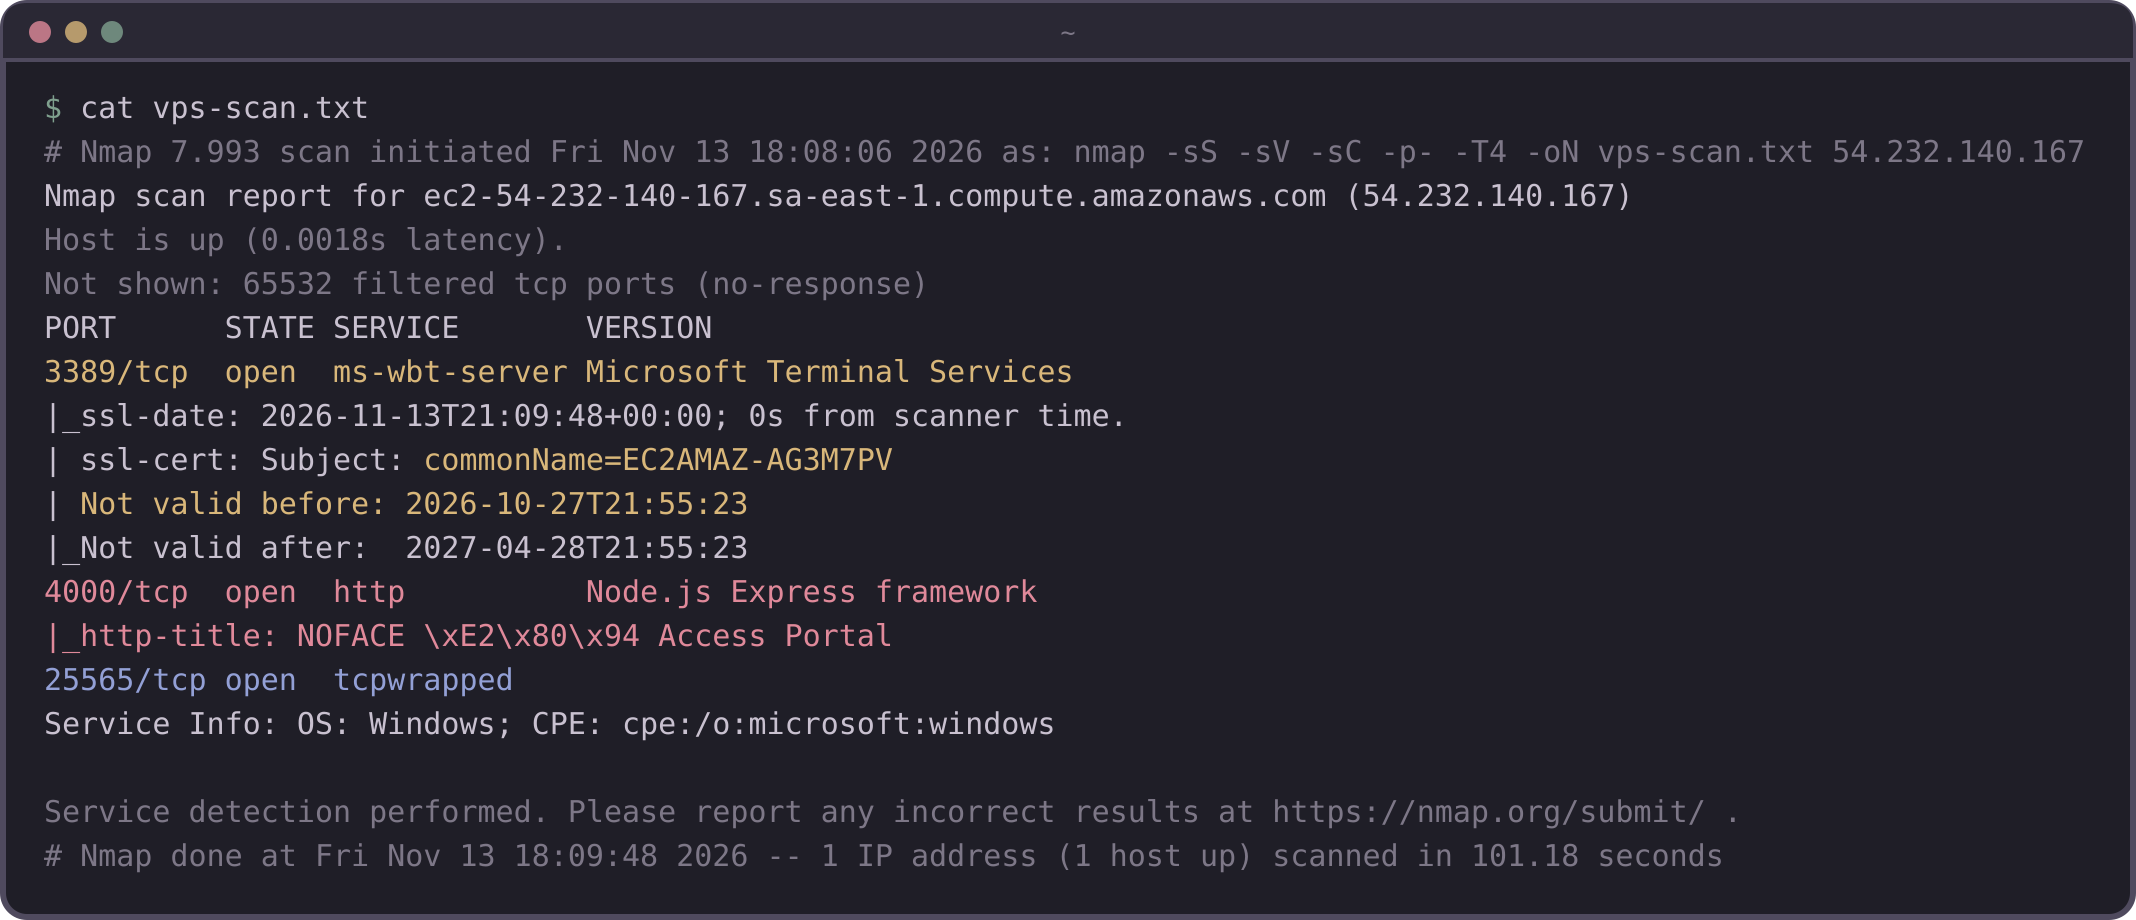 ~
$ cat vps-scan.txt
# Nmap 7.993 scan initiated Fri Nov 13 18:08:06 2026 as: nmap -sS -sV -sC -p- -T4 -oN vps-scan.txt 54.232.140.167
Nmap scan report for ec2-54-232-140-167.sa-east-1.compute.amazonaws.com (54.232.140.167)
Host is up (0.0018s latency).
Not shown: 65532 filtered tcp ports (no-response)
PORT      STATE SERVICE       VERSION
3389/tcp  open  ms-wbt-server Microsoft Terminal Services
|_ssl-date: 2026-11-13T21:09:48+00:00; 0s from scanner time.
| ssl-cert: Subject: commonName=EC2AMAZ-AG3M7PV
| Not valid before: 2026-10-27T21:55:23
|_Not valid after:  2027-04-28T21:55:23
4000/tcp  open  http          Node.js Express framework
|_http-title: NOFACE \xE2\x80\x94 Access Portal
25565/tcp open  tcpwrapped
Service Info: OS: Windows; CPE: cpe:/o:microsoft:windows
Service detection performed. Please report any incorrect results at https://nmap.org/submit/ .
# Nmap done at Fri Nov 13 18:09:48 2026 -- 1 IP address (1 host up) scanned in 101.18 seconds